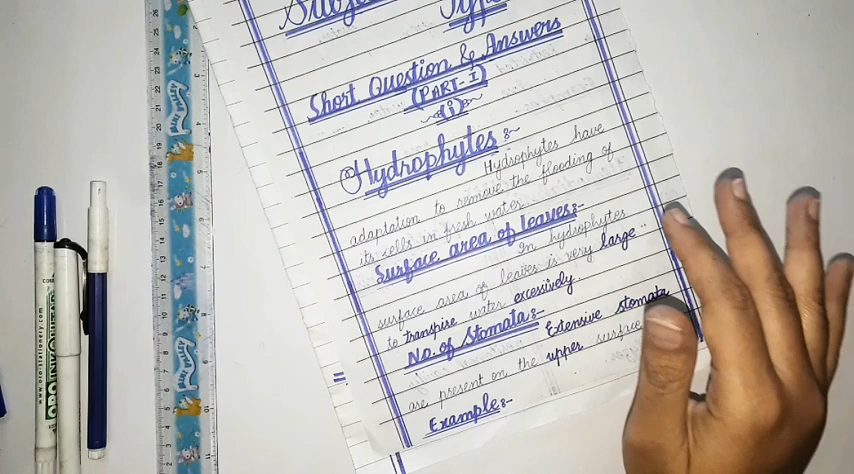 Type
Short Question & Answers
(PART-I)
(i)
Hydrophytes:-
Hydrophytes have
adaptation to remove the flooding of
its cells in fresh water.
Surface area of leaves:-
In hydrophytes
surface area of leaves is very large
to transpire water excessively
No. of Stomata:-
Extensive stomata
are present on the upper surface
Example:-